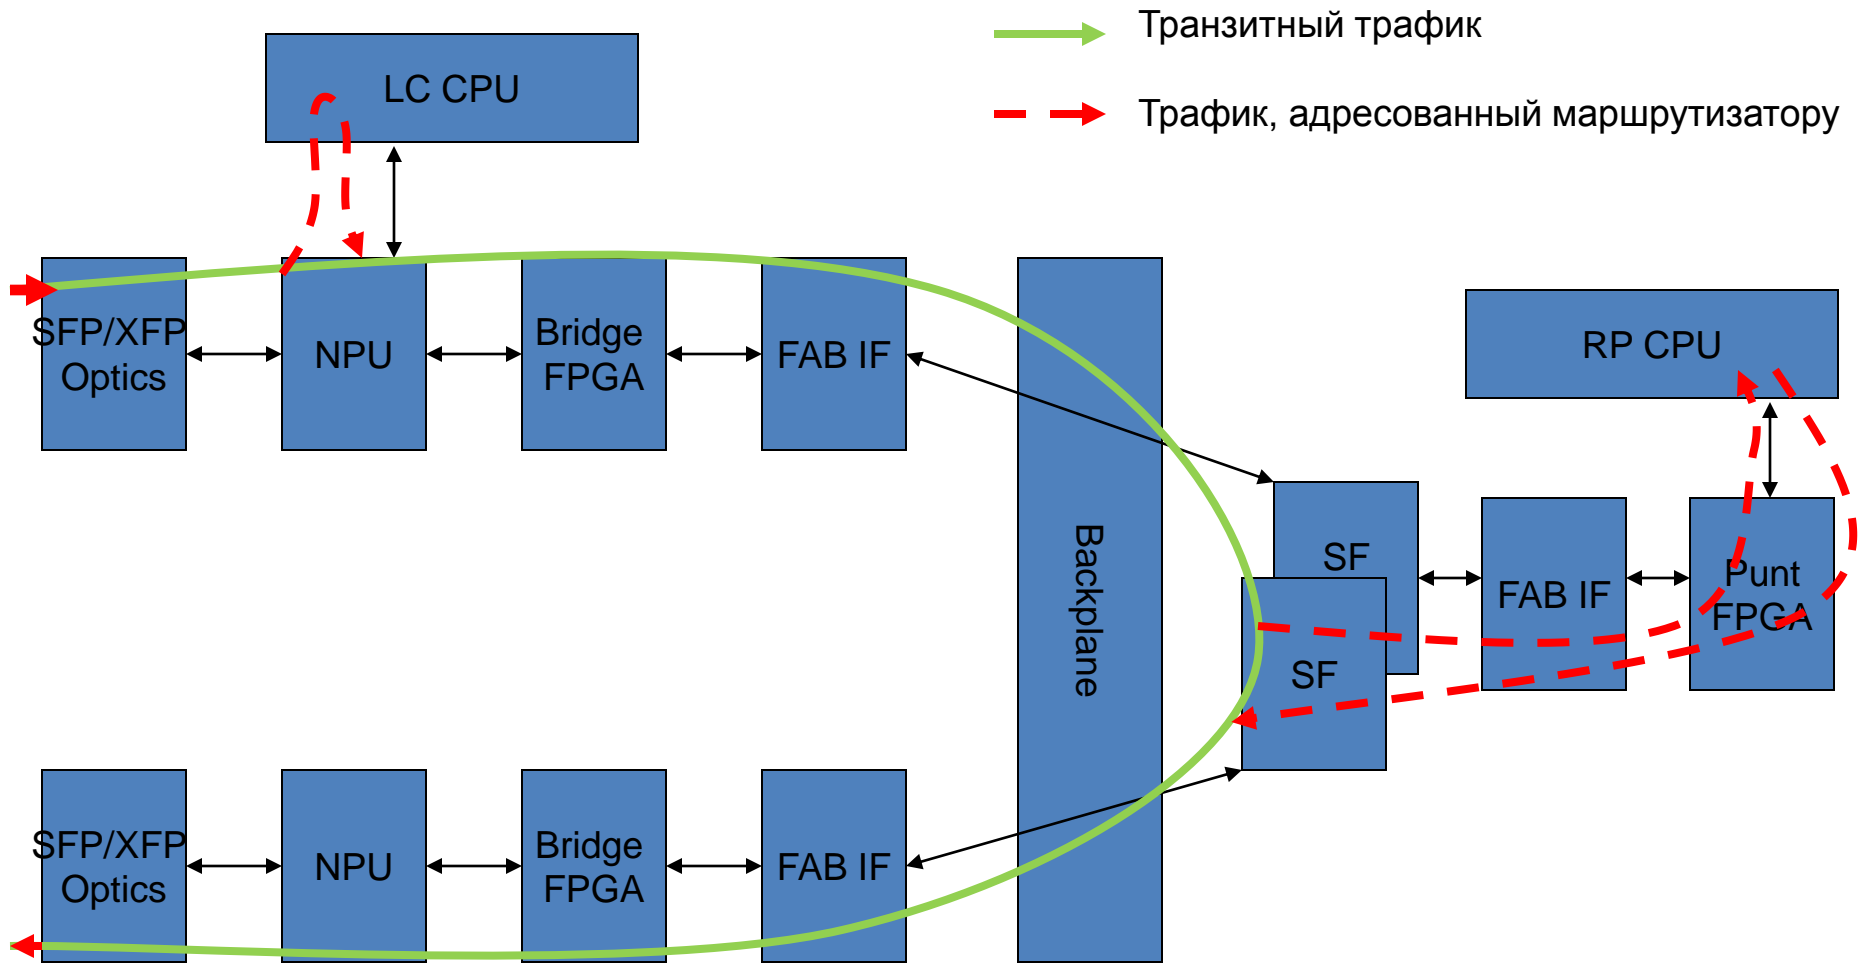 Транзитный трафик
Трафик, адресованный маршрутизатору
LC CPU
SFP/XFP
Optics
NPU
Bridge
FPGA
FAB IF
Backplane
RP CPU
SF
SF
FAB IF
Punt
FPGA
SFP/XFP
Optics
NPU
Bridge
FPGA
FAB IF